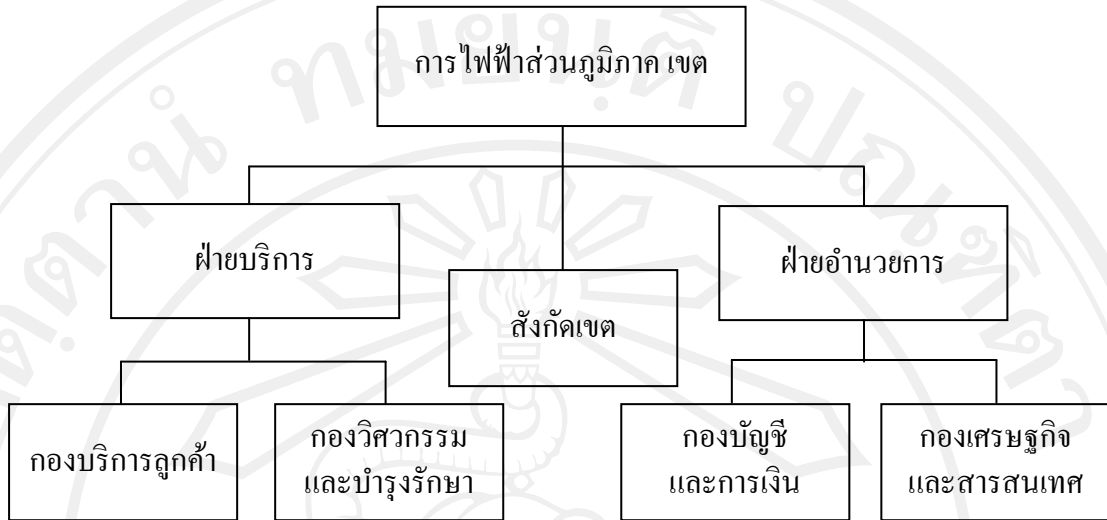 การไฟฟ้าส่วนภูมิภาค เขต
ฝ่ายบริการ
สังกัดเขต
ฝ่ายอำนวยการ
กองบริการลูกค้า
กองวิศวกรรม
และบำรุงรักษา
กองบัญชี
และการเงิน
กองเศรษฐกิจ
และสารสนเทศ